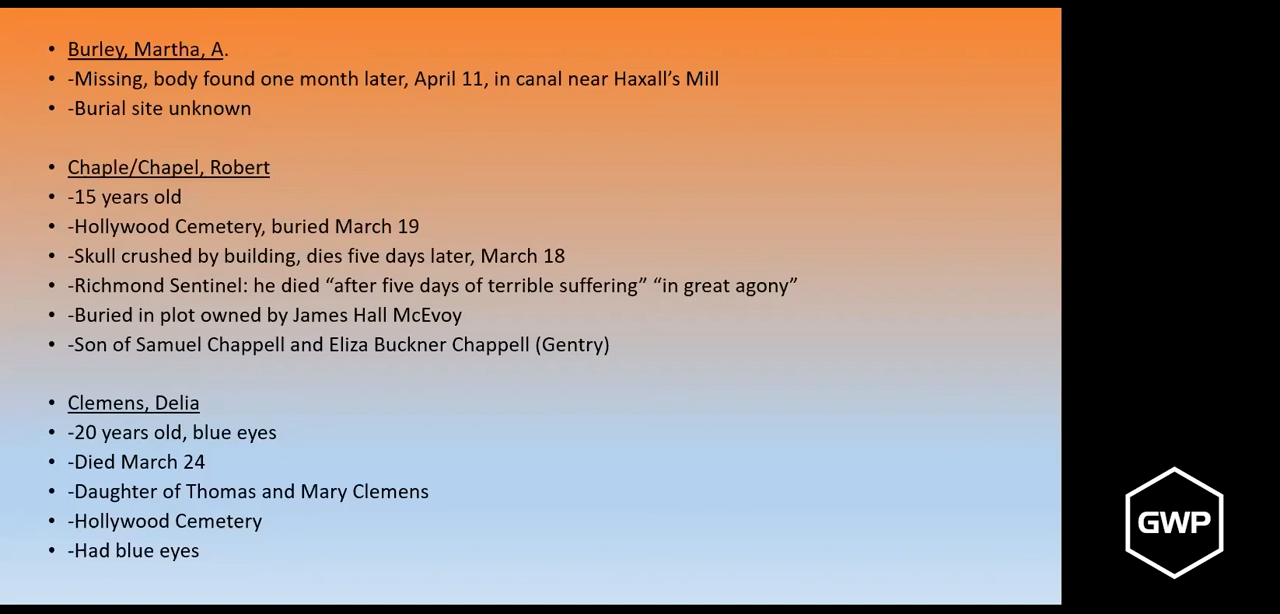 • Burley, Martha, A.
• -Missing, body found one month later, April 11, in canal near Haxall’s Mill
• -Burial site unknown
• Chaple/Chapel, Robert
• -15 years old
• -Hollywood Cemetery, buried March 19
• -Skull crushed by building, dies five days later, March 18
• -Richmond Sentinel: he died “after five days of terrible suffering” “in great agony”
• -Buried in plot owned by James Hall McEvoy
• -Son of Samuel Chappell and Eliza Buckner Chappell (Gentry)
• Clemens, Delia
• -20 years old, blue eyes
• -Died March 24
• -Daughter of Thomas and Mary Clemens
• -Hollywood Cemetery
• -Had blue eyes
GWP